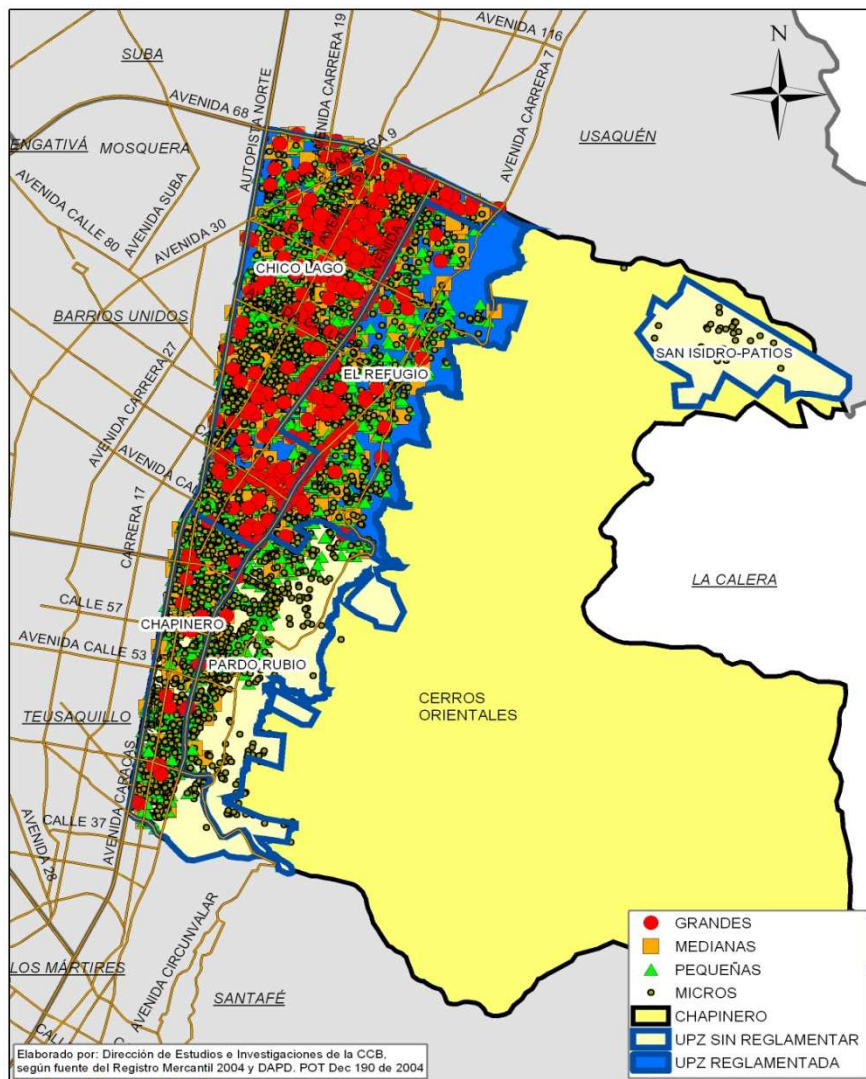 AVENIDA CARRERA 19
AVENIDA 116
SUBA
AVENIDA 68
AUTOPISTA NORTE
AVENIDA CARRERA 7
N
USAQUÉN
ENGATIVÁ
MOSQUERA
AVENIDA SUBA
AVENIDA CALLE 80
AVENIDA 30
CHICO LAGO
BARRIOS UNIDOS
EL REFUGIO
SAN ISIDRO-PATIOS
AVENIDA CARRERA 27
CARRERA 17
LA CALERA
CALLE 57
CHAPINERO
AVENIDA CALLE 53
PARDO RUBIO
CERROS
ORIENTALES
TEUSAQUILLO
AVENIDA CARACAS
CALLE 37
AVENIDA 28
AVENIDA CIRCUNVALAR
LOS MÁRTIRES
SANTAFÉ
GRANDES
MEDIANAS
PEQUEÑAS
MICROS
CHAPINERO
UPZ SIN REGLAMENTAR
UPZ REGLAMENTADA
Elaborado por: Dirección de Estudios e Investigaciones de la CCB,
según fuente del Registro Mercantil 2004 y DAPD. POT Dec 190 de 2004